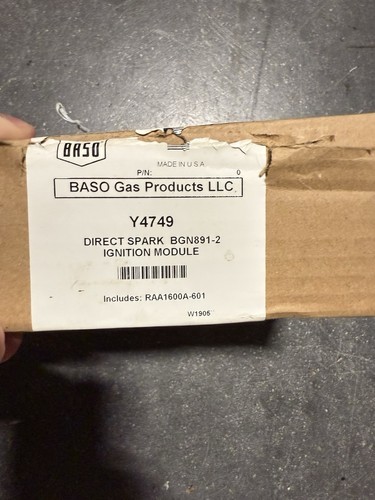 BASO
MADE IN U.S.A
P/N: 0
BASO Gas Products LLC
Y4749
DIRECT SPARK BGN891-2
IGNITION MODULE
Includes: RAA1600A-601
W1905